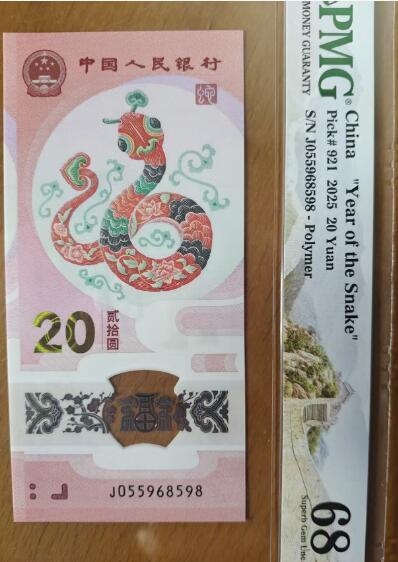 中国人民银行
20
贰拾圆
J055968598
PMG®
MONEY GUARANTY
China "Year of the Snake"
Pick# 921 2025 20 Yuan
S/N J055968598 - Polymer
68
Superb Gem Unc